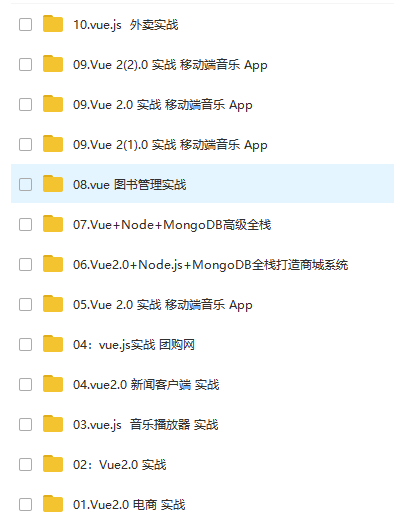 10.vue.js  外卖实战
09.Vue 2(2).0 实战 移动端音乐 App
09.Vue 2.0 实战 移动端音乐 App
09.Vue 2(1).0 实战 移动端音乐 App
08.vue 图书管理实战
07.Vue+Node+MongoDB高级全栈
06.Vue2.0+Node.js+MongoDB全栈打造商城系统
05.Vue 2.0 实战 移动端音乐 App
04：vue.js实战 团购网
04.vue2.0 新闻客户端 实战
03.vue.js  音乐播放器 实战
02：Vue2.0 实战
01.Vue2.0 电商 实战